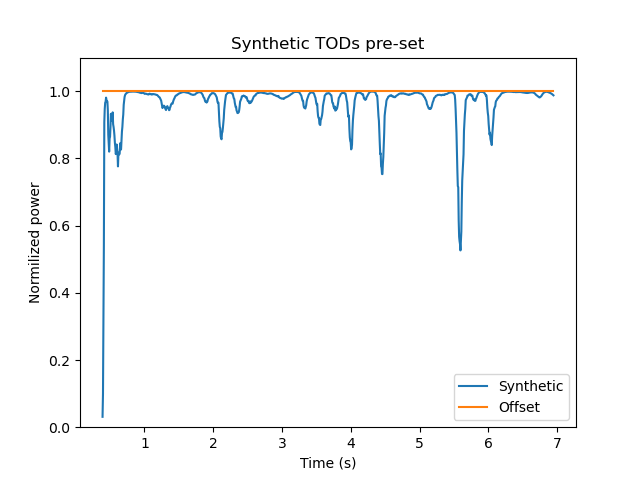 Synthetic TODs pre-set
Normilized power
1.0
0.8
0.6
0.4
0.2
0.0
1 2 3 4 5 6 7
Time (s)
Synthetic
Offset